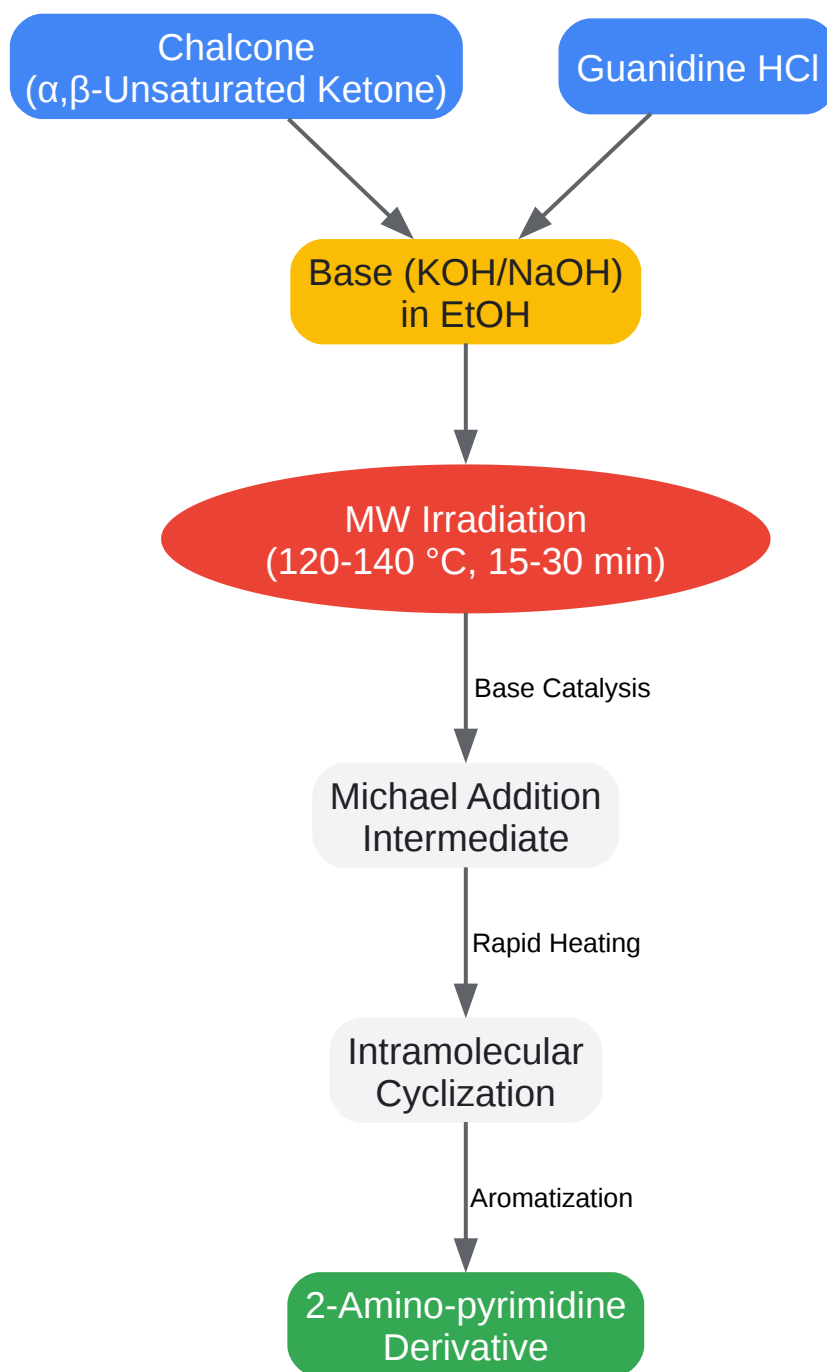 Chalcone
(α,β-Unsaturated Ketone)
Guanidine HCl
Base (KOH/NaOH)
in EtOH
MW Irradiation
(120-140 °C, 15-30 min)
Base Catalysis
Michael Addition
Intermediate
Rapid Heating
Intramolecular
Cyclization
Aromatization
2-Amino-pyrimidine
Derivative